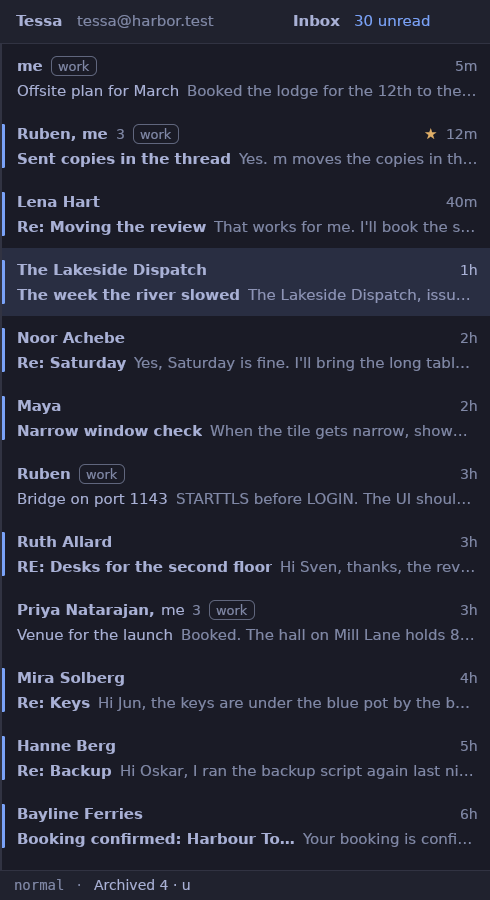 Tessa tessa@harbor.test Inbox 30 unread
me work 5m
Offsite plan for March Booked the lodge for the 12th to the…
Ruben, me 3 work ★ 12m
Sent copies in the thread Yes. m moves the copies in th…
Lena Hart 40m
Re: Moving the review That works for me. I'll book the s…
The Lakeside Dispatch 1h
The week the river slowed The Lakeside Dispatch, issu…
Noor Achebe 2h
Re: Saturday Yes, Saturday is fine. I'll bring the long tabl…
Maya 2h
Narrow window check When the tile gets narrow, show…
Ruben work 3h
Bridge on port 1143 STARTTLS before LOGIN. The UI shoul…
Ruth Allard 3h
RE: Desks for the second floor Hi Sven, thanks, the rev…
Priya Natarajan, me 3 work 3h
Venue for the launch Booked. The hall on Mill Lane holds 8…
Mira Solberg 4h
Re: Keys Hi Jun, the keys are under the blue pot by the b…
Hanne Berg 5h
Re: Backup Hi Oskar, I ran the backup script again last ni…
Bayline Ferries 6h
Booking confirmed: Harbour To… Your booking is confi…
normal · Archived 4 · u